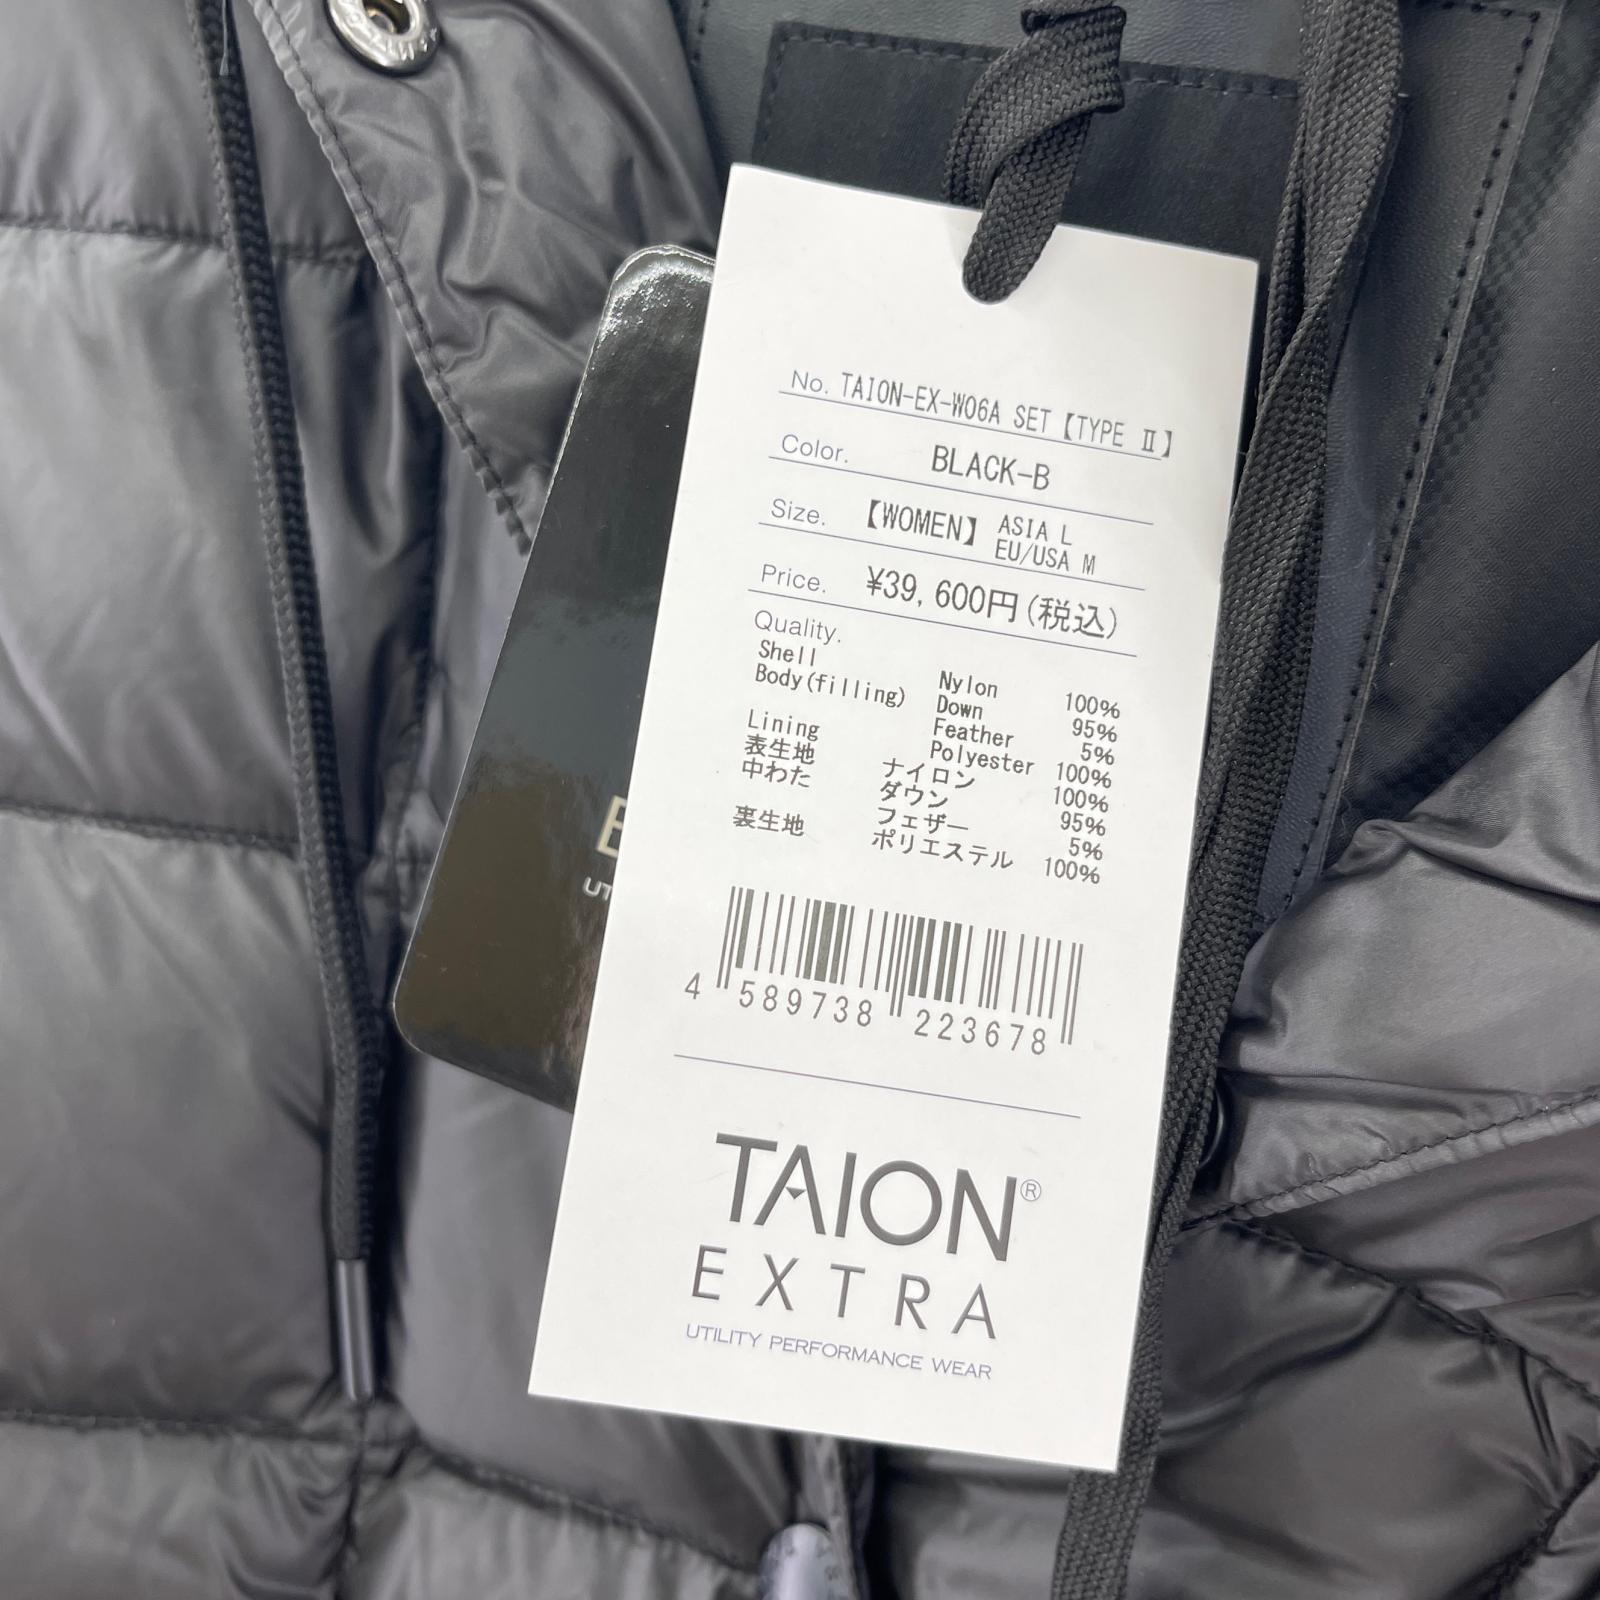 No. TAION-EX-W06A SET【TYPE Ⅱ】
Color. BLACK-B
Size. 【WOMEN】 ASIA L
EU/USA M
Price. ¥39,600円(税込)
Quality.
Shell Nylon 100%
Body(filling) Down 95%
Feather 5%
Lining Polyester 100%
表生地 ナイロン 100%
中わた ダウン 95%
フェザー 5%
裏生地 ポリエステル 100%
4 589738 223678
TAION®
EXTRA
UTILITY PERFORMANCE WEAR
E
UT